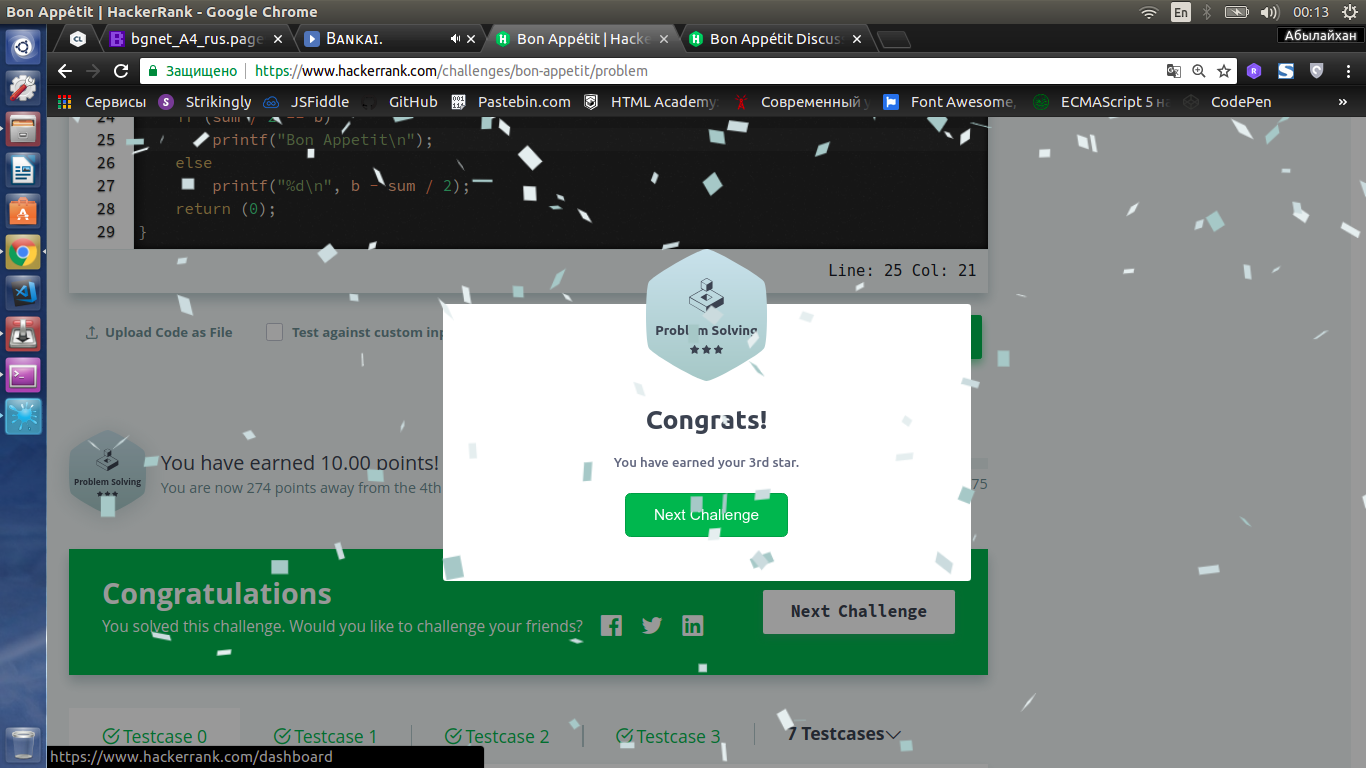 Bon Appétit | HackerRank - Google Chrome
En
00:13
bgnet_A4_rus.page
BANKAI.
Bon Appétit | Hacke
Bon Appétit Discus
Абылайхан
Защищено
https://www.hackerrank.com/challenges/bon-appetit/problem
Сервисы
Strikingly
JSFiddle
GitHub
Pastebin.com
HTML Academy:
Современный у
Font Awesome,
ECMAScript 5 на
CodePen
»
24 if (sum / 2 == b)
25 printf("Bon Appetit\n");
26 else
27 printf("%d\n", b - sum / 2);
28 return (0);
29 }
Line: 25 Col: 21
Upload Code as File
Test against custom inp
Problem Solving
Congrats!
You have earned your 3rd star.
Next Challenge
You have earned 10.00 points!
You are now 274 points away from the 4th
75
Problem Solving
Congratulations
You solved this challenge. Would you like to challenge your friends?
Next Challenge
Testcase 0
Testcase 1
Testcase 2
Testcase 3
7 Testcases
https://www.hackerrank.com/dashboard